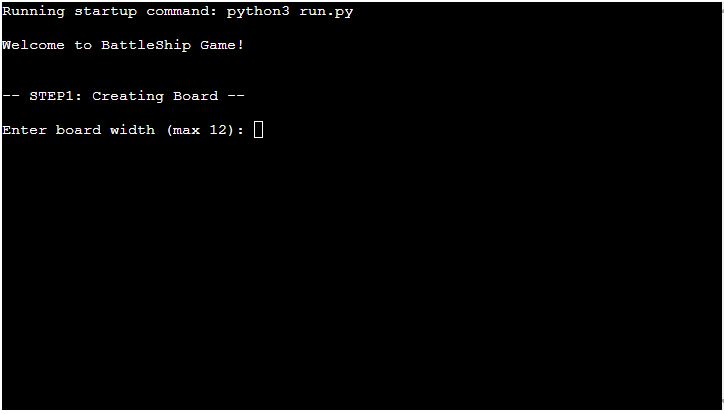 Running startup command: python3 run.py
Welcome to BattleShip Game!
-- STEP1: Creating Board --
Enter board width (max 12):